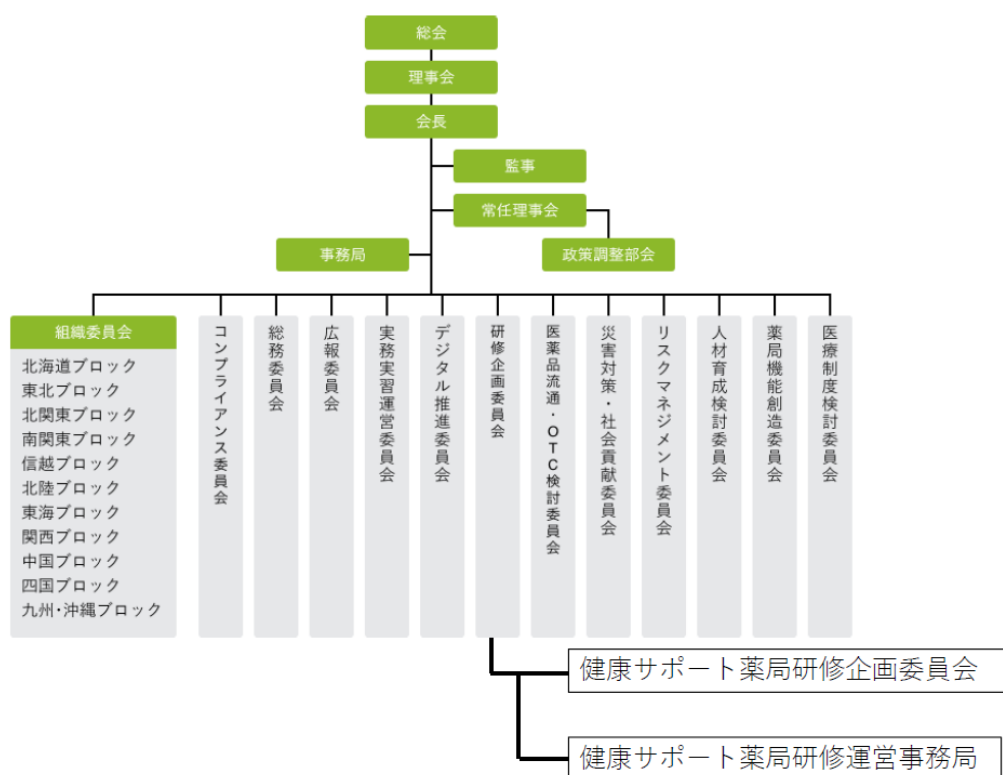 総会
理事会
会長
監事
常任理事会
事務局
政策調整部会
組織委員会
北海道ブロック
東北ブロック
北関東ブロック
南関東ブロック
信越ブロック
北陸ブロック
東海ブロック
関西ブロック
中国ブロック
四国ブロック
九州・沖縄ブロック
コンプライアンス委員会
総務委員会
広報委員会
実務実習運営委員会
デジタル推進委員会
研修企画委員会
医薬品流通・OTC検討委員会
災害対策・社会貢献委員会
リスクマネジメント委員会
人材育成検討委員会
薬局機能創造委員会
医療制度検討委員会
健康サポート薬局研修企画委員会
健康サポート薬局研修運営事務局